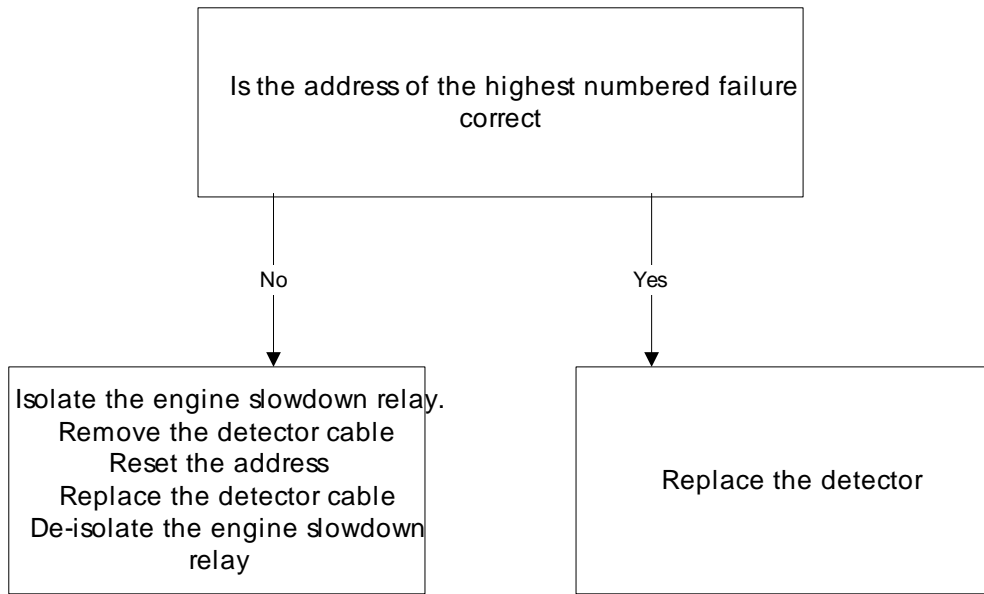 Is the address of the highest numbered failure
correct
No
Yes
Isolate the engine slowdown relay.
Remove the detector cable
Reset the address
Replace the detector cable
De-isolate the engine slowdown
relay
Replace the detector